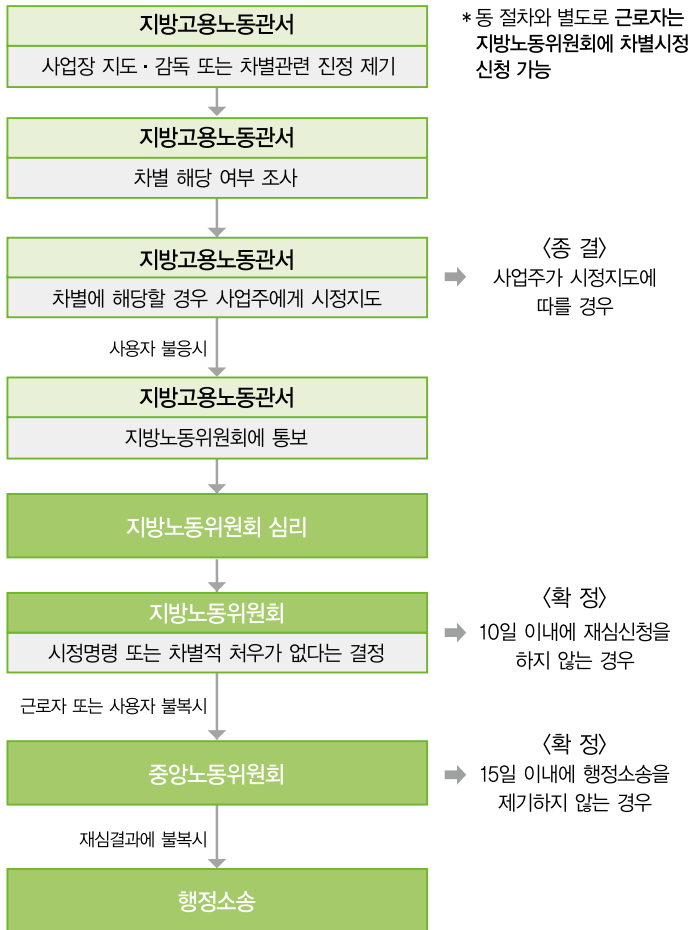 지방고용노동관서
사업장 지도·감독 또는 차별관련 진정 제기
* 동 절차와 별도로 근로자는
지방노동위원회에 차별시정
신청 가능
지방고용노동관서
차별 해당 여부 조사
지방고용노동관서
차별에 해당할 경우 사업주에게 시정지도
〈종 결〉
사업주가 시정지도에
따를 경우
사용자 불응시
지방고용노동관서
지방노동위원회에 통보
지방노동위원회 심리
지방노동위원회
시정명령 또는 차별적 처우가 없다는 결정
〈확 정〉
10일 이내에 재심신청을
하지 않는 경우
근로자 또는 사용자 불복시
중앙노동위원회
〈확 정〉
15일 이내에 행정소송을
제기하지 않는 경우
재심결과에 불복시
행정소송